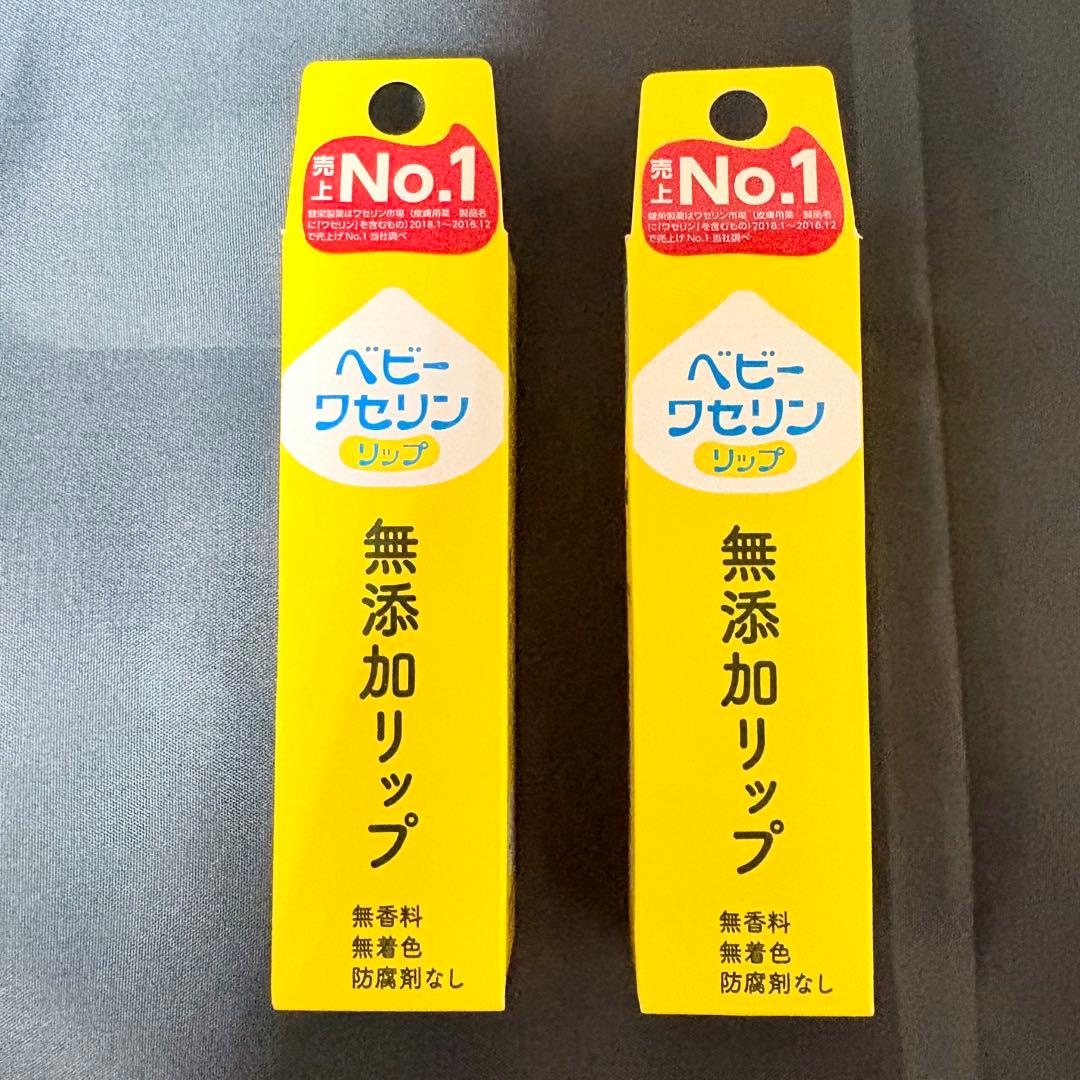 売上 No.1
健栄製薬はワセリン市場(皮膚用薬 製品名
に「ワセリン」を含むもの)2018.1〜2018.12
で売上げNo.1 当社調べ
ベビー
ワセリン
リップ
無添加リップ
無香料
無着色
防腐剤なし
売上 No.1
健栄製薬はワセリン市場(皮膚用薬 製品名
に「ワセリン」を含むもの)2018.1〜2018.12
で売上げNo.1 当社調べ
ベビー
ワセリン
リップ
無添加リップ
無香料
無着色
防腐剤なし